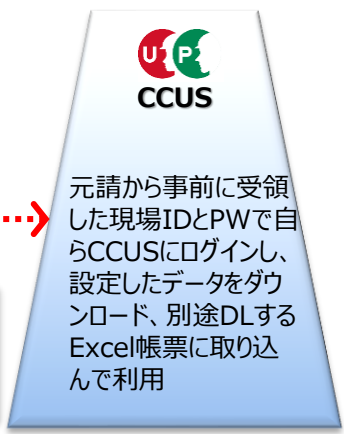 UP
CCUS
元請から事前に受領
した現場IDとPWで自
らCCUSにログインし、
設定したデータをダウ
ンロード、別途DLする
Excel帳票に取り込
んで利用